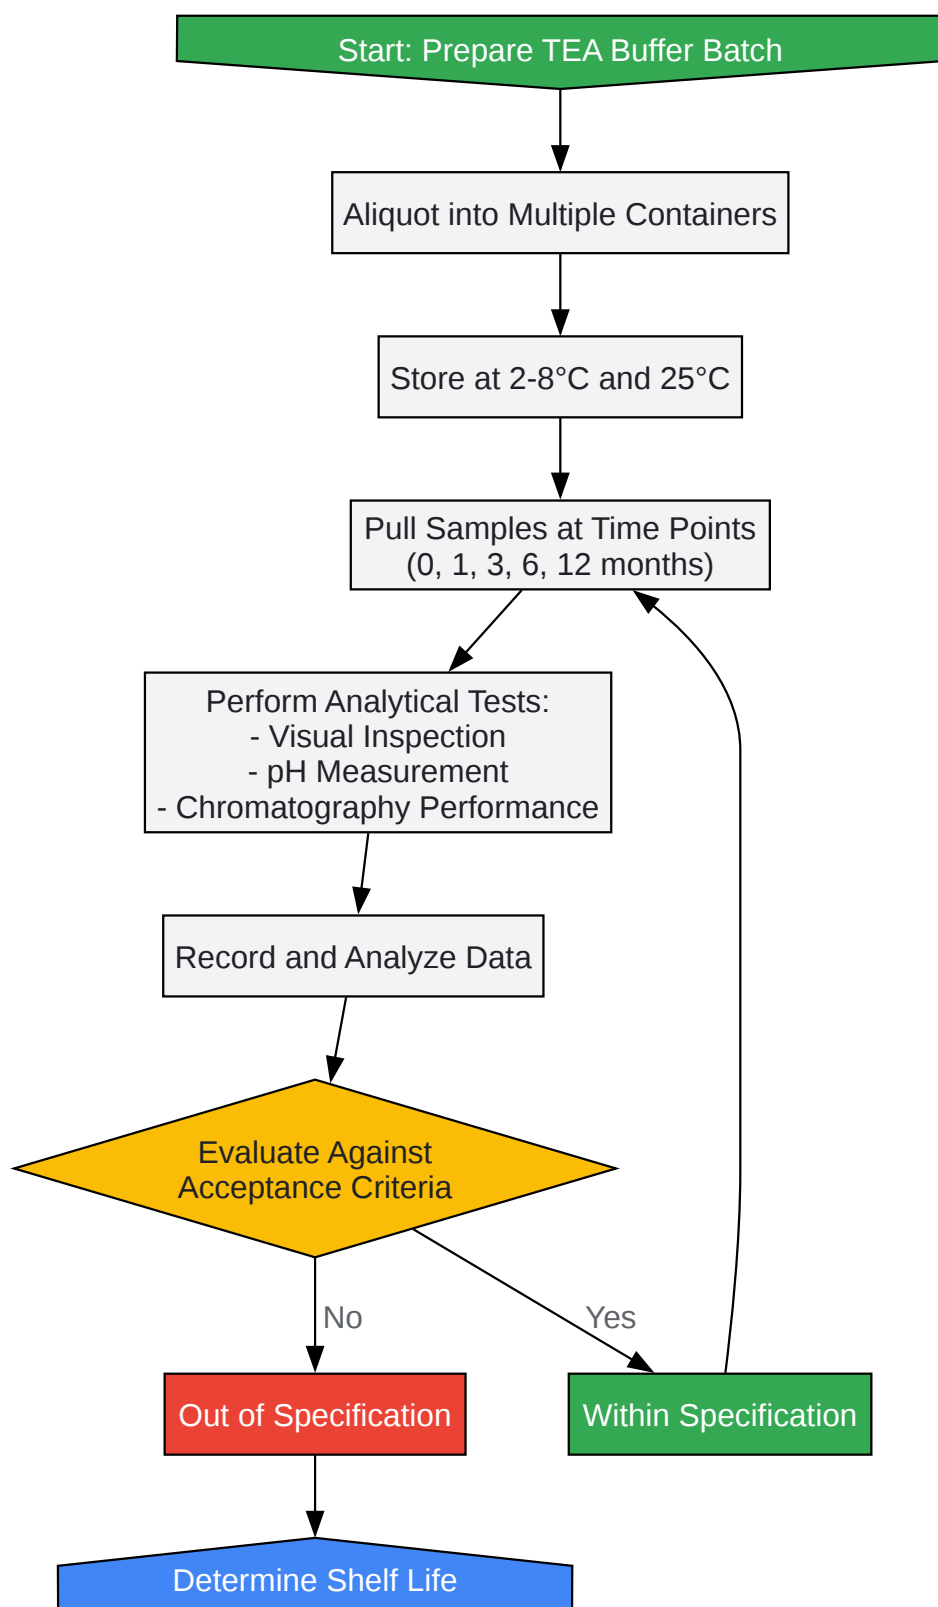 Start: Prepare TEA Buffer Batch
Aliquot into Multiple Containers
Store at 2-8°C and 25°C
Pull Samples at Time Points
(0, 1, 3, 6, 12 months)
Perform Analytical Tests:
- Visual Inspection
- pH Measurement
- Chromatography Performance
Record and Analyze Data
Evaluate Against
Acceptance Criteria
No
Yes
Out of Specification
Within Specification
Determine Shelf Life